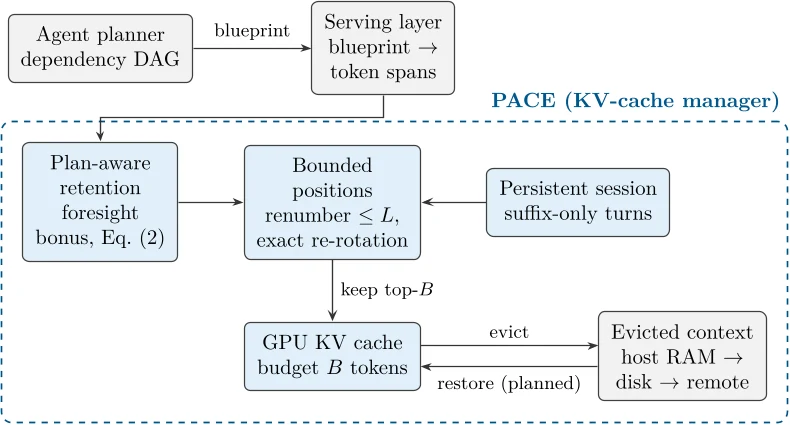 Agent planner
dependency DAG
blueprint
Serving layer
blueprint →
token spans
PACE (KV-cache manager)
Plan-aware
retention
foresight
bonus, Eq. (2)
Bounded
positions
renumber ≤ L,
exact re-rotation
Persistent session
suffix-only turns
keep top-B
GPU KV cache
budget B tokens
evict
restore (planned)
Evicted context
host RAM →
disk → remote